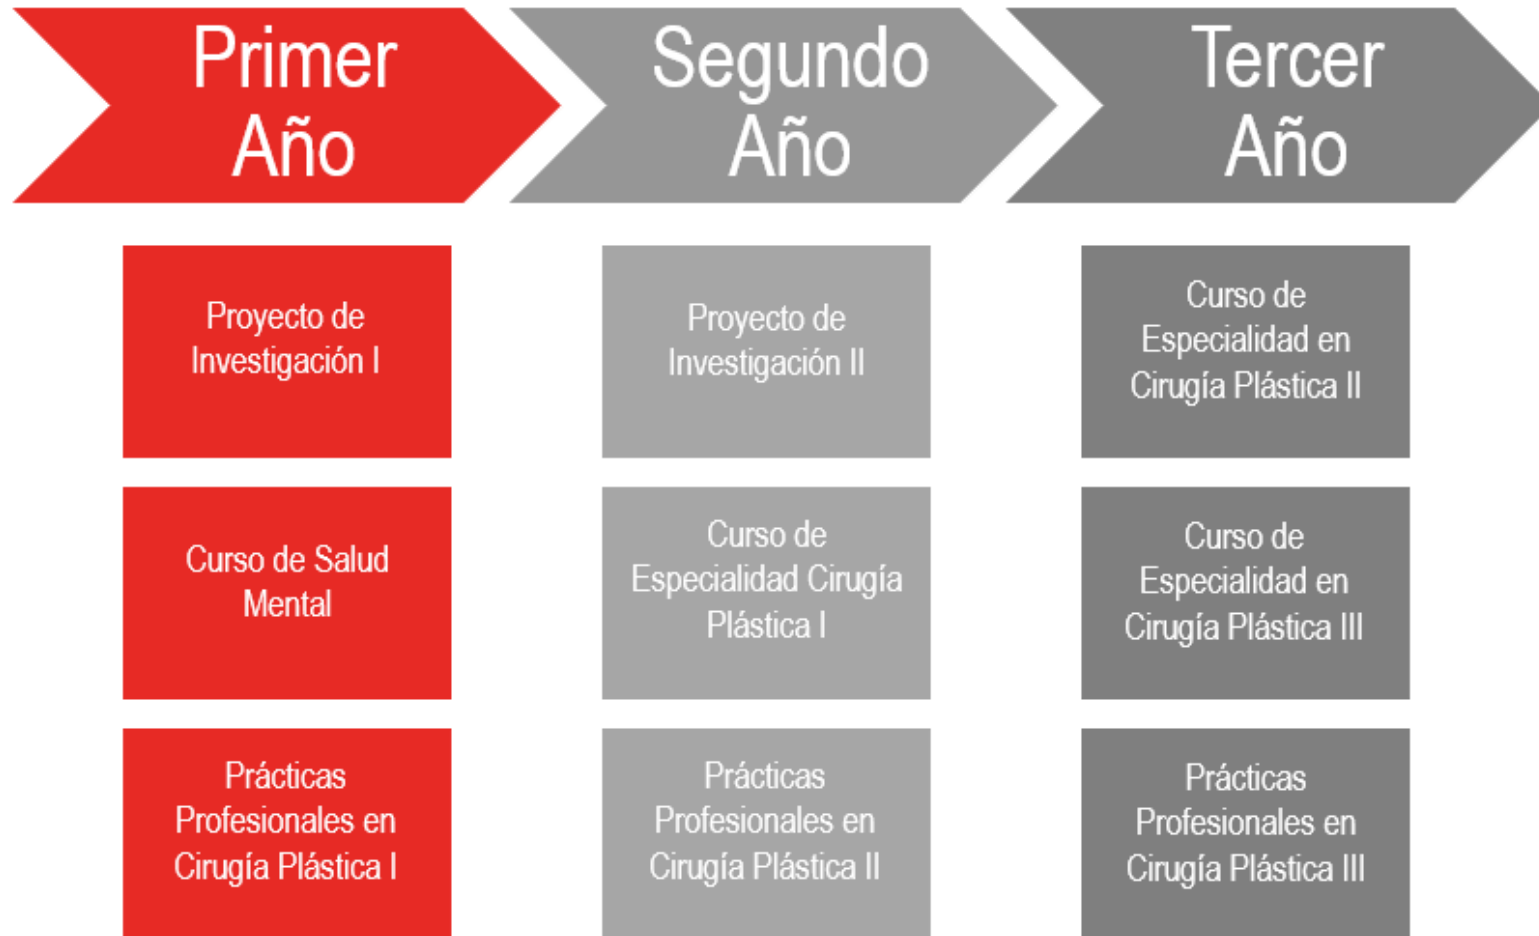 Primer
Año
Segundo
Año
Tercer
Año
Proyecto de
Investigación I
Proyecto de
Investigación II
Curso de
Especialidad en
Cirugía Plástica II
Curso de Salud
Mental
Curso de
Especialidad Cirugía
Plástica I
Curso de
Especialidad en
Cirugía Plástica III
Prácticas
Profesionales en
Cirugía Plástica I
Prácticas
Profesionales en
Cirugía Plástica II
Prácticas
Profesionales en
Cirugía Plástica III